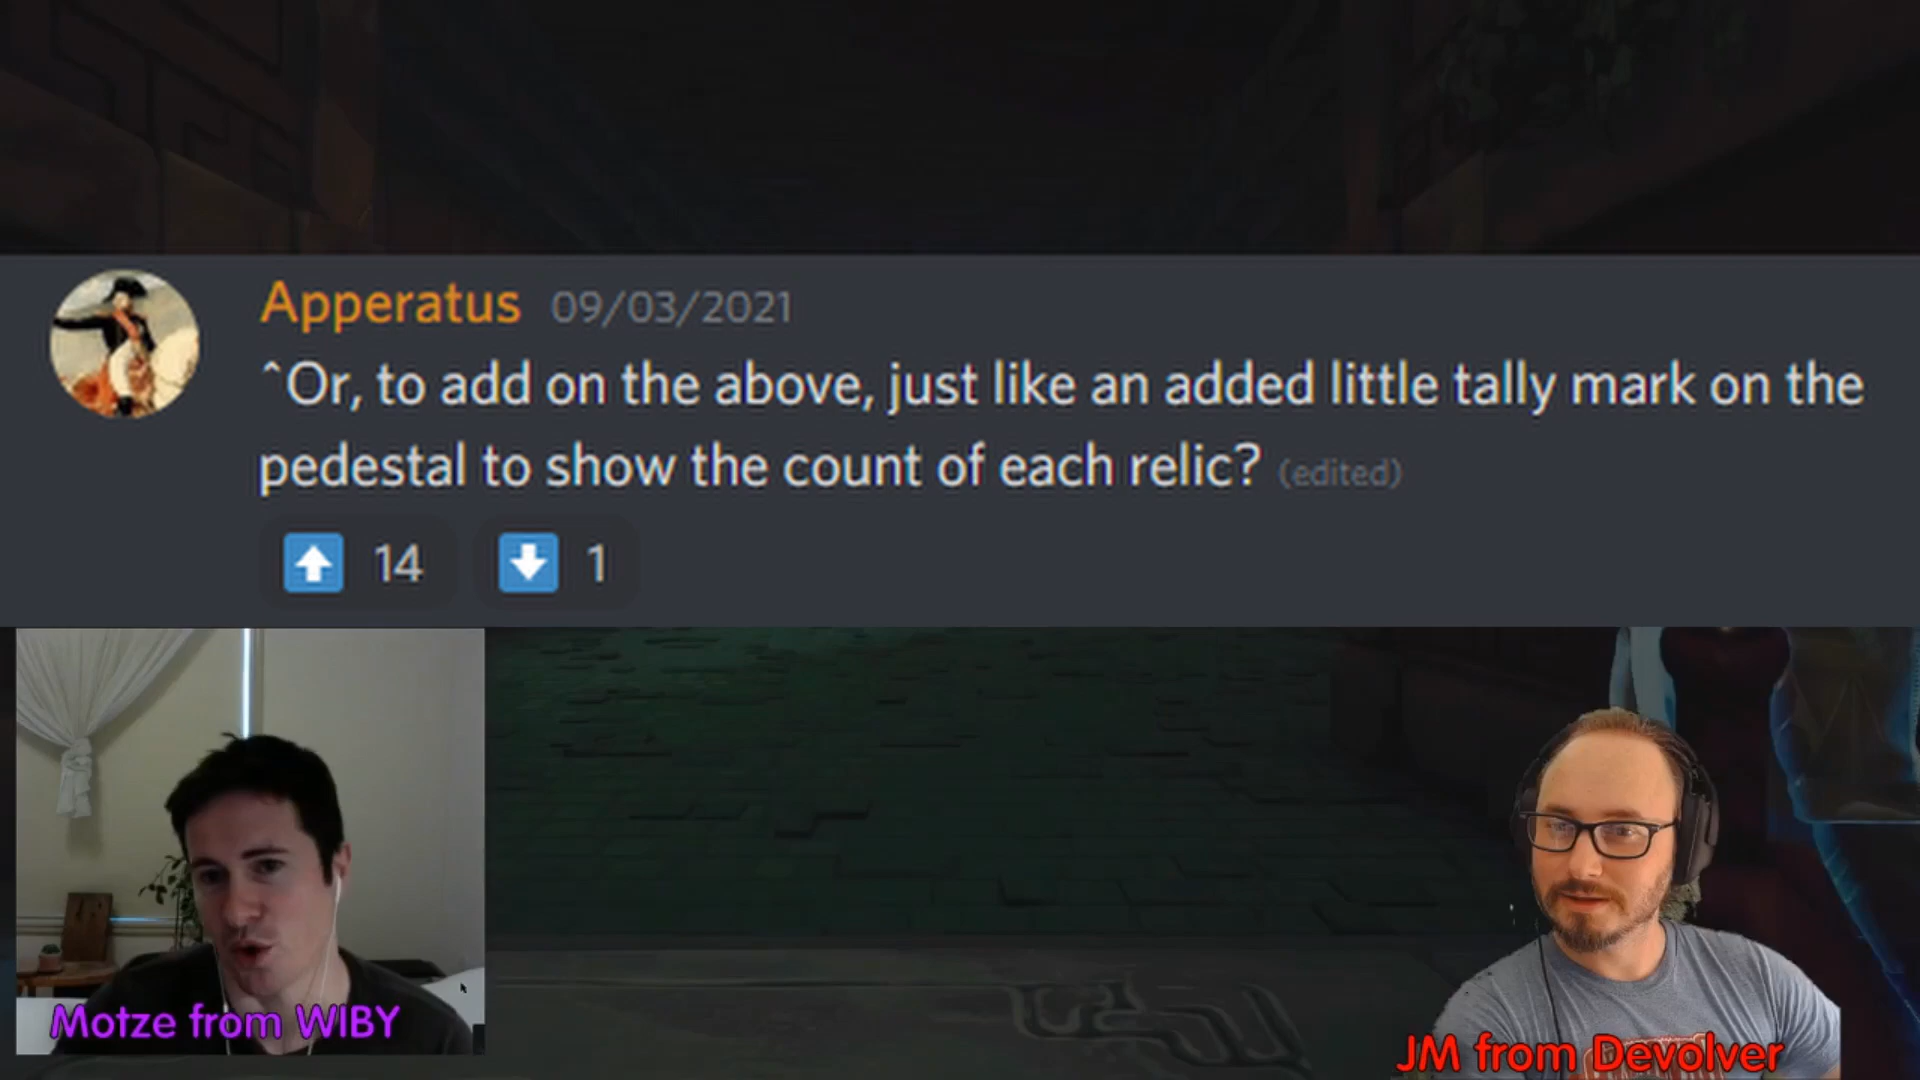 Apperatus 09/03/2021
^Or, to add on the above, just like an added little tally mark on the
pedestal to show the count of each relic? (edited)
14 1
Motze from WIBY
JM from Devolver